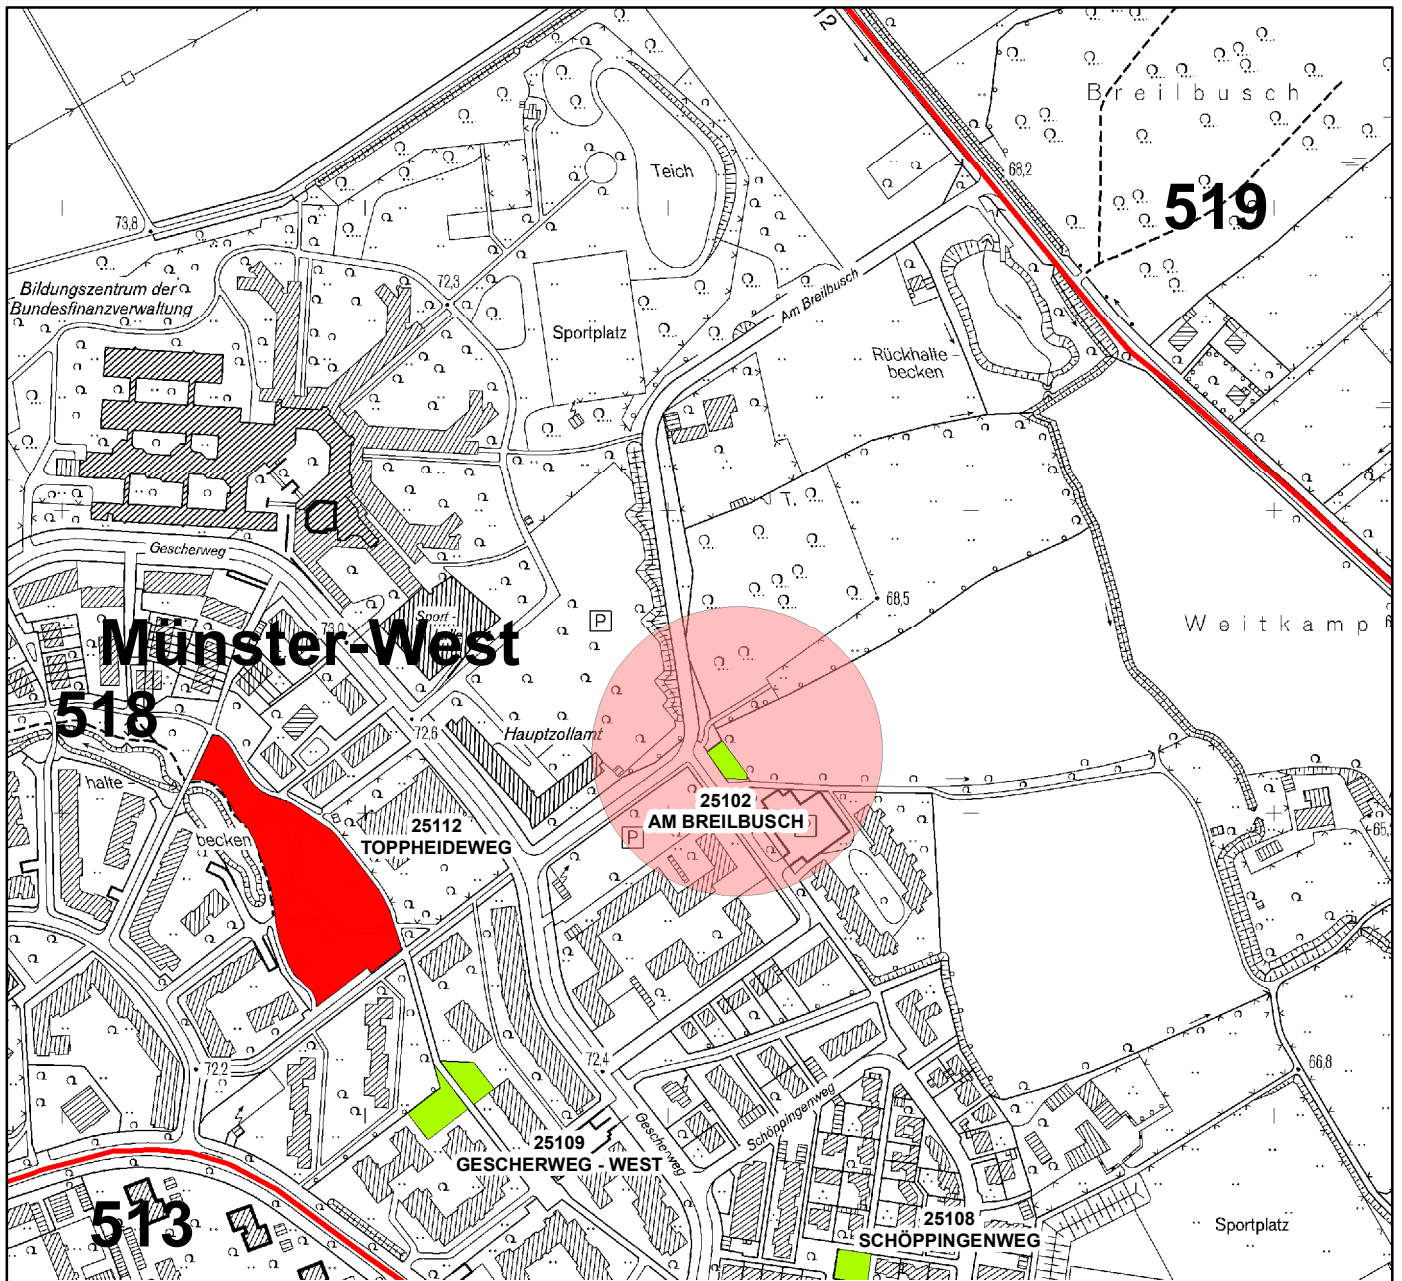 12
Breilbusch
68,2
519
Teich
73,8
Bildungszentrum der
Bundesfinanzverwaltung
72,3
Am Breilbusch
Sportplatz
Rückhalte-
becken
T.
Gescherweg
68,5
Sport-
P
Weitkamp
Münster-West
518
72,6
Hauptzollamt
halte
becken
25112
TOPPHEIDEWEG
25102
AM BREILBUSCH
P
72,4
72,2
66,8
Gescherweg
Schöppingenweg
25109
GESCHERWEG - WEST
513
25108
SCHÖPPINGENWEG
Sportplatz